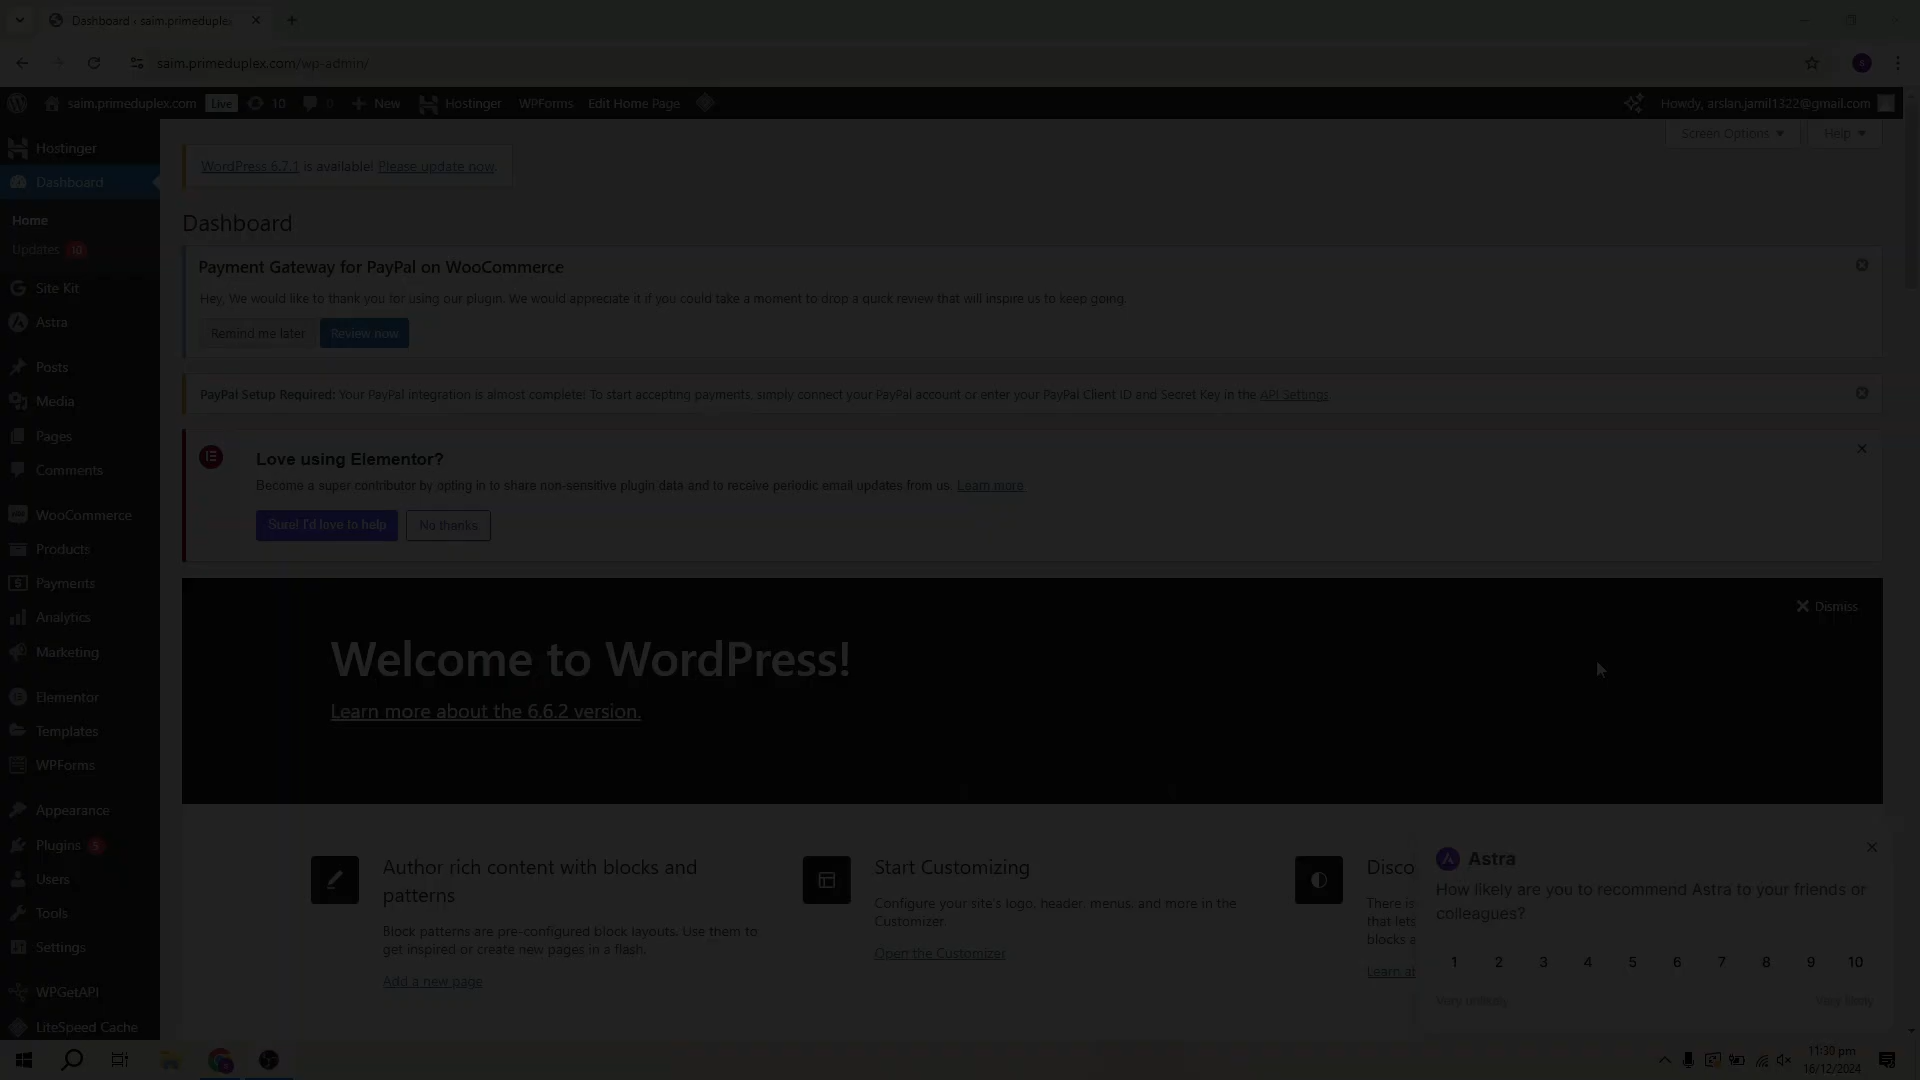 Dashboard ‹ saim.primeduplex
saim.primeduplex.com/wp-admin/
saim.primeduplex.com Live 10 0 New Hostinger WPForms Edit Home Page Howdy, arslan.jamil1322@gmail.com
Screen Options Help
Hostinger
Dashboard
Home
Updates 10
Site Kit
Astra
Posts
Media
Pages
Comments
WooCommerce
Products
Payments
Analytics
Marketing
Elementor
Templates
WPForms
Appearance
Plugins 5
Users
Tools
Settings
WPGetAPI
LiteSpeed Cache
WordPress 6.7.1 is available! Please update now.
Dashboard
Payment Gateway for PayPal on WooCommerce
Hey, We would like to thank you for using our plugin. We would appreciate it if you could take a moment to drop a quick review that will inspire us to keep going.
Remind me later Review now
PayPal Setup Required: Your PayPal integration is almost complete! To start accepting payments, simply connect your PayPal account or enter your PayPal Client ID and Secret Key in the API Settings.
Love using Elementor?
Become a super contributor by opting in to share non-sensitive plugin data and to receive periodic email updates from us. Learn more
Sure! I'd love to help No thanks
Dismiss
Welcome to WordPress!
Learn more about the 6.6.2 version.
Author rich content with blocks and
patterns
Block patterns are pre-configured block layouts. Use them to
get inspired or create new pages in a flash.
Add a new page
Start Customizing
Configure your site's logo, header, menus, and more in the
Customizer.
Open the Customizer
Disco
There is
that lets
blocks a
Learn a
Astra
How likely are you to recommend Astra to your friends or
colleagues?
1 2 3 4 5 6 7 8 9 10
Very unlikely Very likely
11:30 pm
16/12/2024